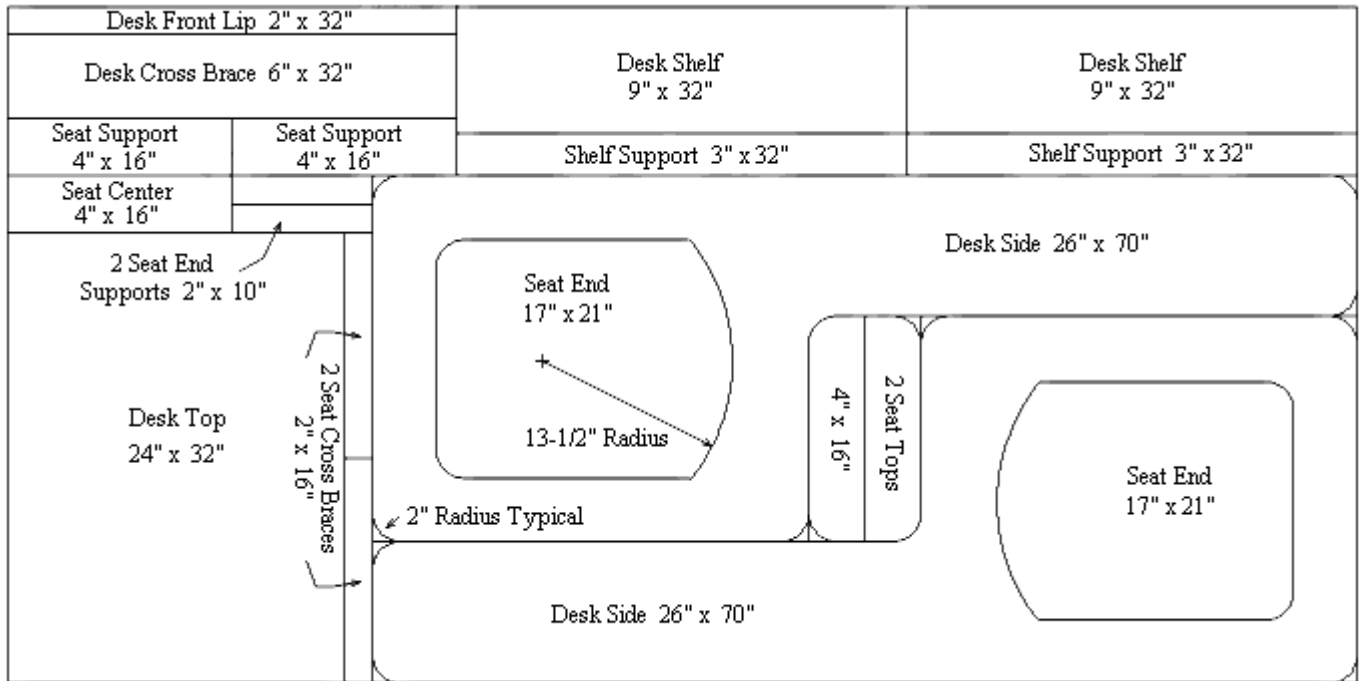 Desk Front Lip 2" x 32"
Desk Cross Brace 6" x 32"
Desk Shelf
9" x 32"
Desk Shelf
9" x 32"
Seat Support
4" x 16"
Seat Support
4" x 16"
Shelf Support 3" x 32"
Shelf Support 3" x 32"
Seat Center
4" x 16"
2 Seat End
Supports 2" x 10"
Desk Side 26" x 70"
Seat End
17" x 21"
13-1/2" Radius
2 Seat Cross Braces
2" x 16"
Desk Top
24" x 32"
2 Seat Tops
4" x 16"
Seat End
17" x 21"
2" Radius Typical
Desk Side 26" x 70"